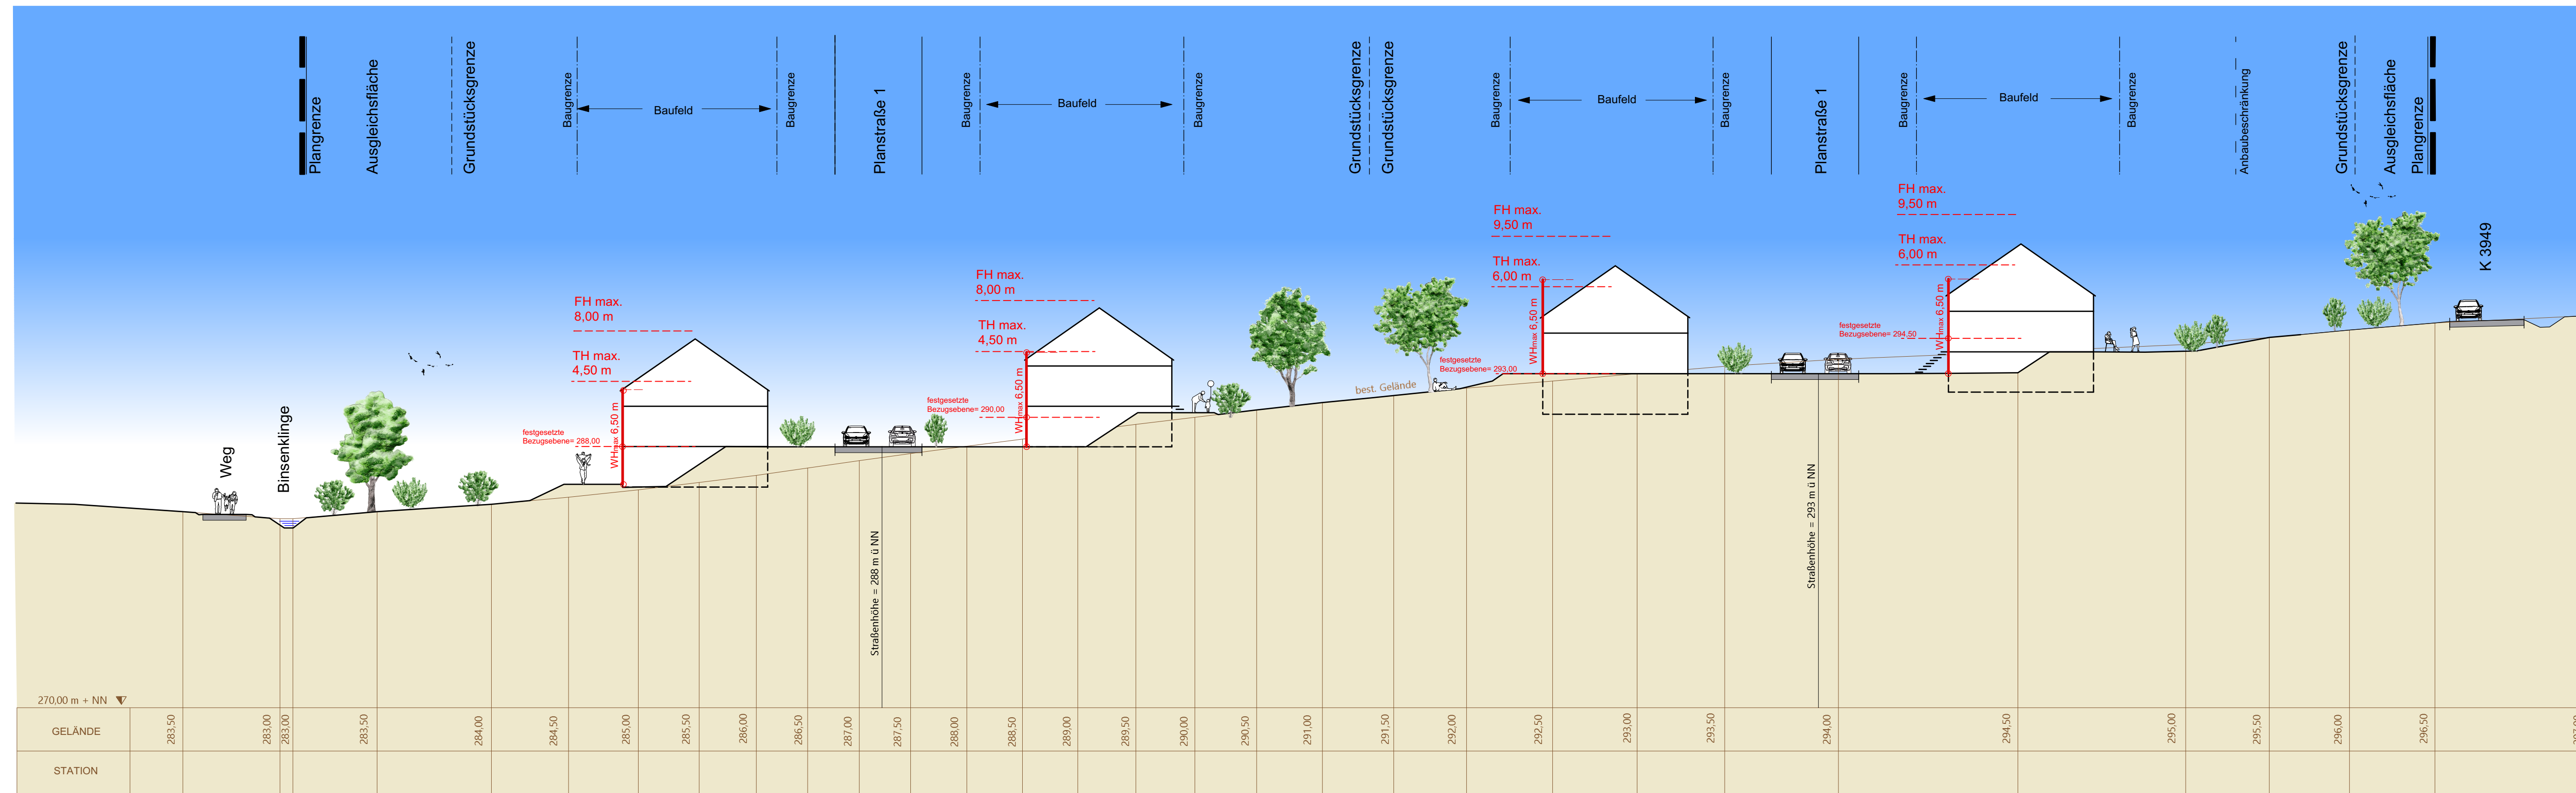 Plangrenze
Ausgleichsfläche
Grundstücksgrenze
Baugrenze
Baufeld
Baugrenze
Planstraße 1
Baugrenze
Baufeld
Baugrenze
Grundstücksgrenze
Grundstücksgrenze
Baugrenze
Baufeld
Baugrenze
Planstraße 1
Baugrenze
Baufeld
Baugrenze
Anbaubeschränkung
Grundstücksgrenze
Ausgleichsfläche
Plangrenze
Weg
Binsenklinge
FH max.
8,00 m
TH max.
4,50 m
festgesetzte
Bezugsebene= 288,00
WHmax 6,50 m
FH max.
8,00 m
TH max.
4,50 m
festgesetzte
Bezugsebene= 290,00
WHmax 6,50 m
best. Gelände
FH max.
9,50 m
TH max.
6,00 m
festgesetzte
Bezugsebene= 293,00
WHmax 6,50 m
FH max.
9,50 m
TH max.
6,00 m
festgesetzte
Bezugsebene= 294,50
WHmax 6,50 m
K 3949
Straßenhöhe = 288 m ü NN
Straßenhöhe = 293 m ü NN
270,00 m + NN
GELÄNDE
283,50
283,00
283,00
283,50
284,00
284,50
285,00
285,50
286,00
286,50
287,00
287,50
288,00
288,50
289,00
289,50
290,00
290,50
291,00
291,50
292,00
292,50
293,00
293,50
294,00
294,50
295,00
295,50
296,00
296,50
STATION